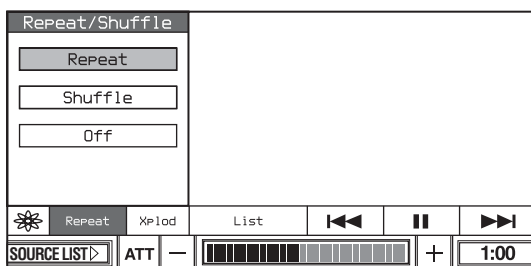 Repeat/Shuffle
Repeat
Shuffle
Off
Repeat Xplod List
SOURCE LIST ATT − + 1:00